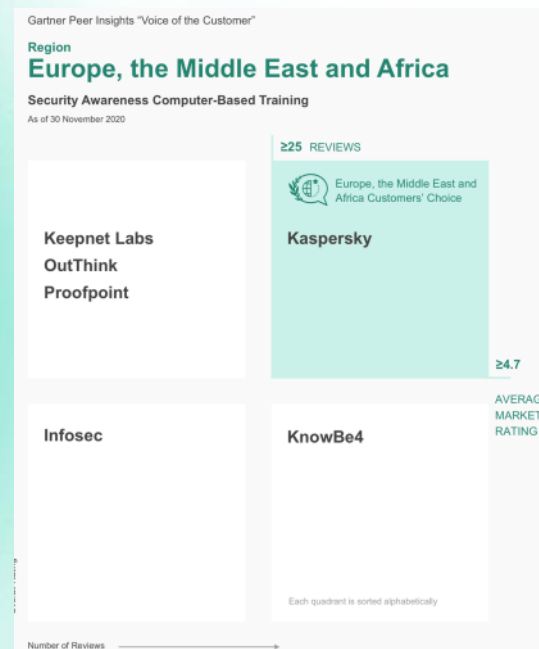 Gartner Peer Insights “Voice of the Customer”
Region
Europe, the Middle East and Africa
Security Awareness Computer-Based Training
As of 30 November 2020
≥25 REVIEWS
Europe, the Middle East and
Africa Customers’ Choice
Keepnet Labs
OutThink
Proofpoint
Kaspersky
≥4.7
AVERAG
MARKET
RATING
Infosec
KnowBe4
Each quadrant is sorted alphabetically
Number of Reviews